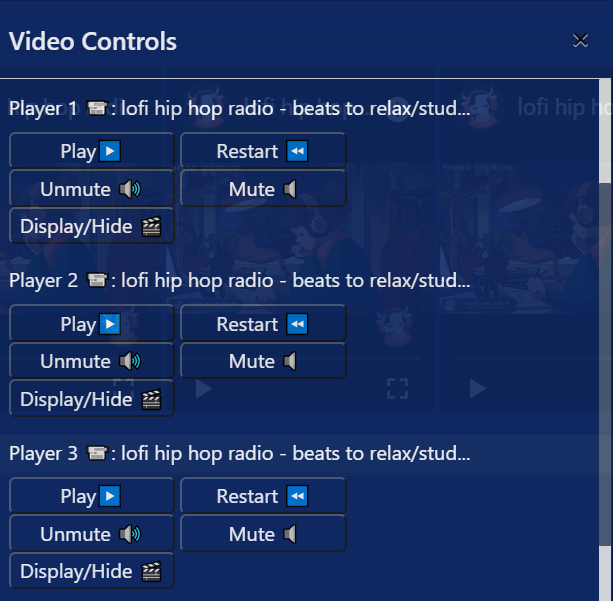 Video Controls ✕
Player 1 📼: lofi hip hop radio - beats to relax/stud...
Play▶️ Restart ⏪
Unmute 🔊 Mute 🔈
Display/Hide 🎬
Player 2 📼: lofi hip hop radio - beats to relax/stud...
Play▶️ Restart ⏪
Unmute 🔊 Mute 🔈
Display/Hide 🎬
Player 3 📼: lofi hip hop radio - beats to relax/stud...
Play▶️ Restart ⏪
Unmute 🔊 Mute 🔈
Display/Hide 🎬